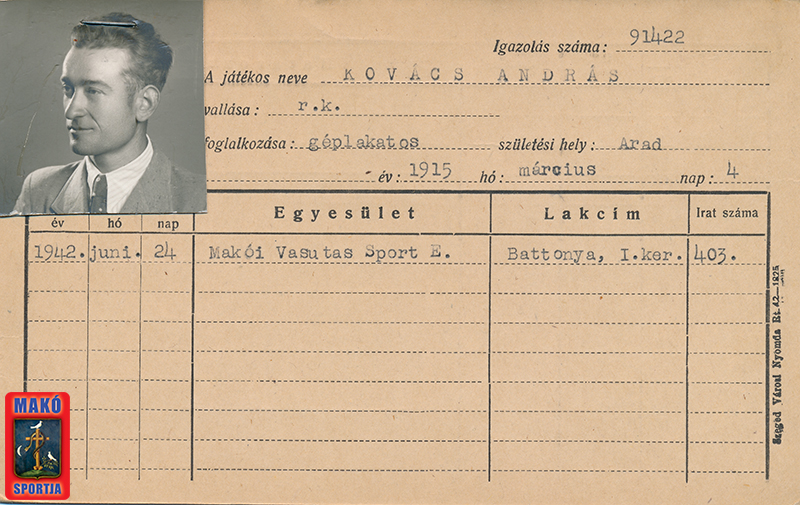 Igazolás száma: 91422
A játékos neve KOVÁCS ANDRÁS
vallása: r.k.
foglalkozása: géplakatos születési hely: Arad
év: 1915 hó: március nap: 4
év hó nap Egyesület Lakcím Irat száma
1942. juni. 24 Makói Vasutas Sport E. Battonya, I.ker. 403.
Szeged Városi Nyomda Rt. 42—1825
MAKÓ
SPORTJA